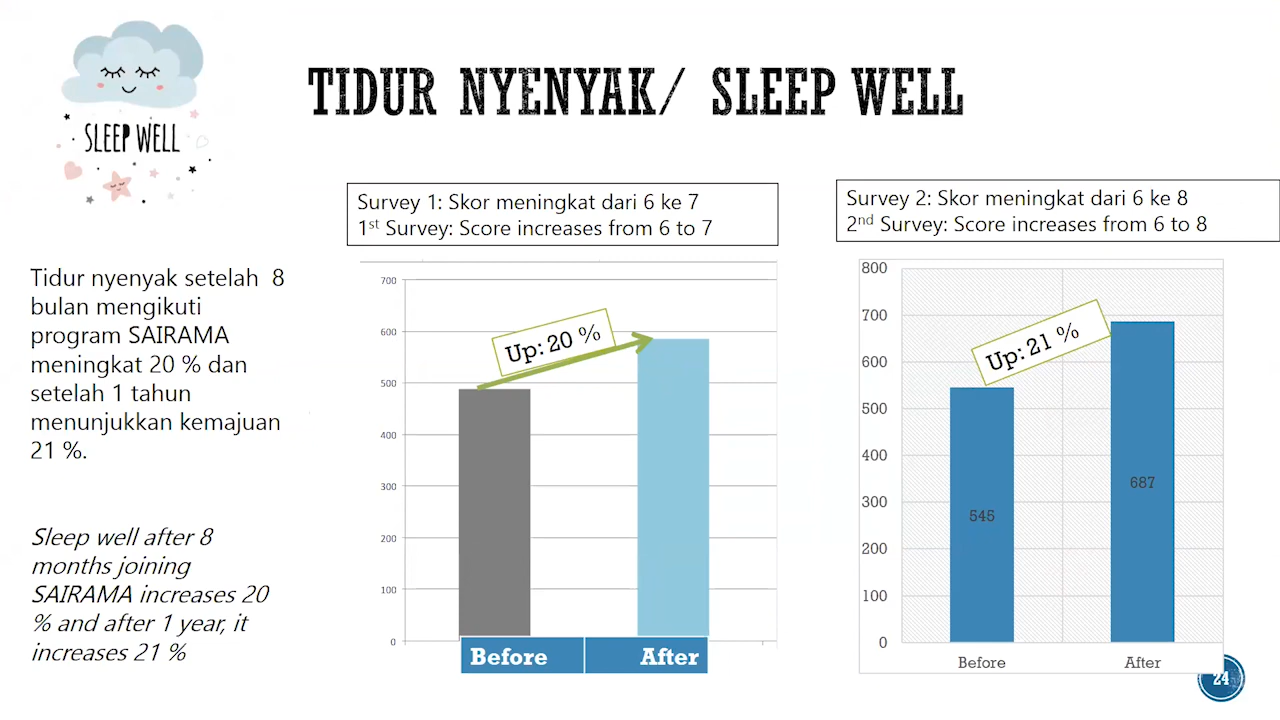 SLEEP WELL
TIDUR NYENYAK/ SLEEP WELL
Tidur nyenyak setelah 8
bulan mengikuti
program SAIRAMA
meningkat 20 % dan
setelah 1 tahun
menunjukkan kemajuan
21 %.
Sleep well after 8
months joining
SAIRAMA increases 20
% and after 1 year, it
increases 21 %
Survey 1: Skor meningkat dari 6 ke 7
1st Survey: Score increases from 6 to 7
700
600
500
400
300
200
100
0
Up: 20 %
Before After
Survey 2: Skor meningkat dari 6 ke 8
2nd Survey: Score increases from 6 to 8
800
700
600
500
400
300
200
100
0
Up: 21 %
545
687
Before After
24